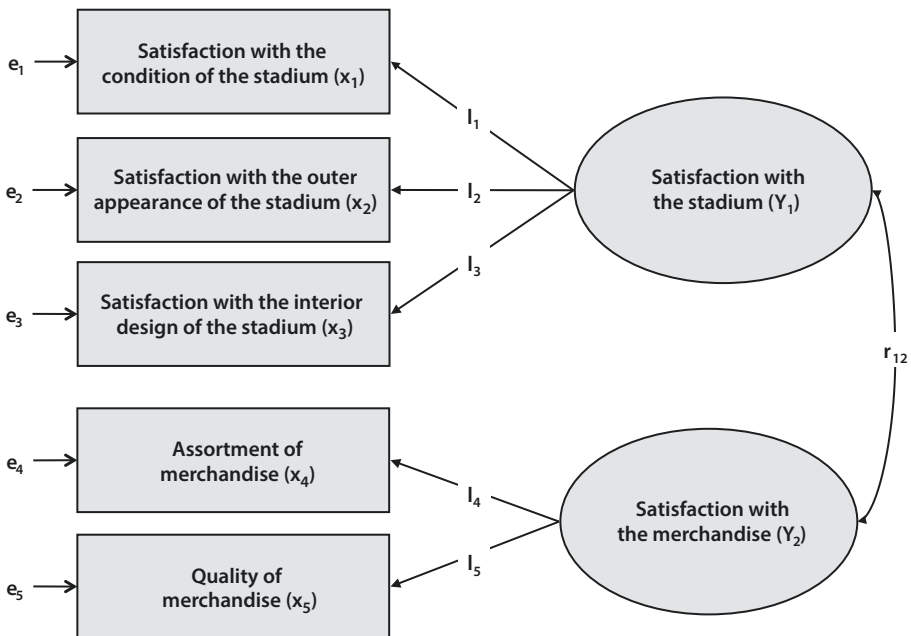 e1
Satisfaction with the
condition of the stadium (x1)
l1
e2
Satisfaction with the outer
appearance of the stadium (x2)
l2
Satisfaction with
the stadium (Y1)
e3
Satisfaction with the interior
design of the stadium (x3)
l3
r12
e4
Assortment of
merchandise (x4)
l4
Satisfaction with
the merchandise (Y2)
e5
Quality of
merchandise (x5)
l5